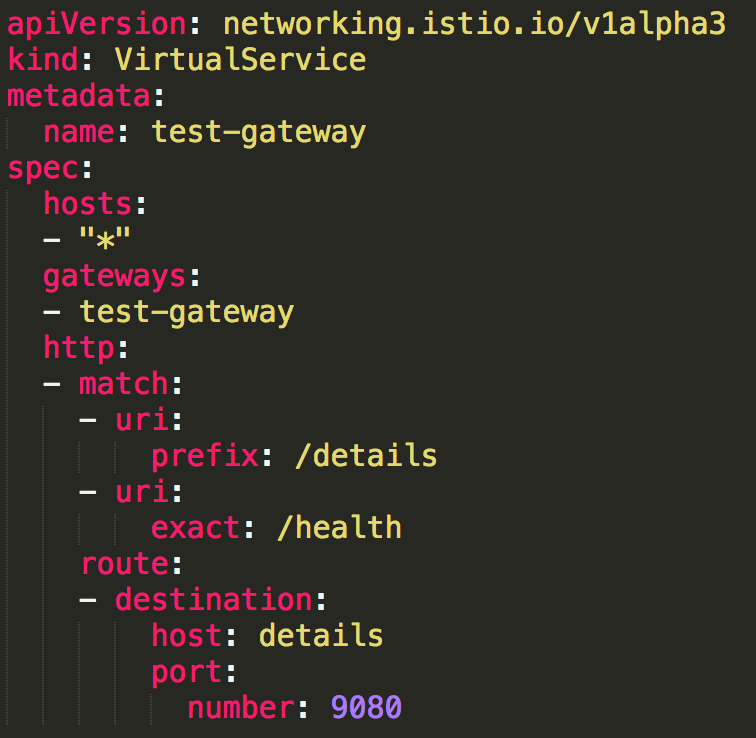 apiVersion: networking.istio.io/v1alpha3
kind: VirtualService
metadata:
  name: test-gateway
spec:
  hosts:
  - "*"
  gateways:
  - test-gateway
  http:
  - match:
    - uri:
        prefix: /details
    - uri:
        exact: /health
    route:
    - destination:
        host: details
        port:
          number: 9080